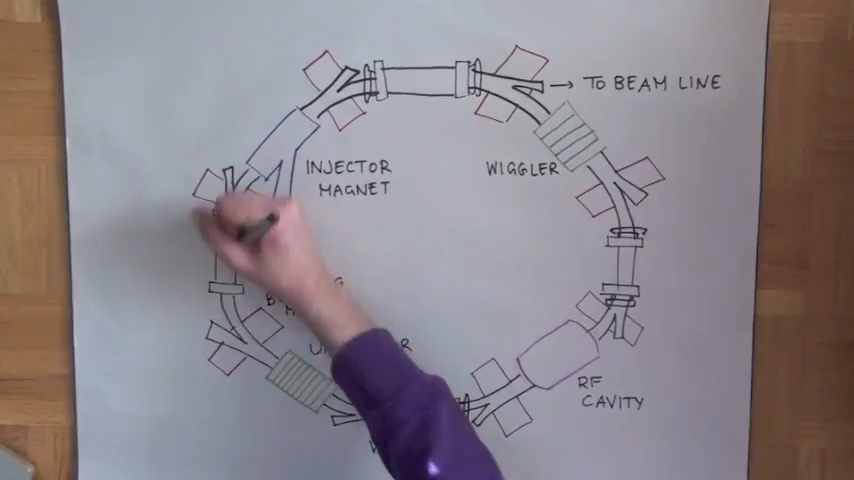 TO BEAM LINE
INJECTOR
MAGNET
WIGGLER
RF
CAVITY